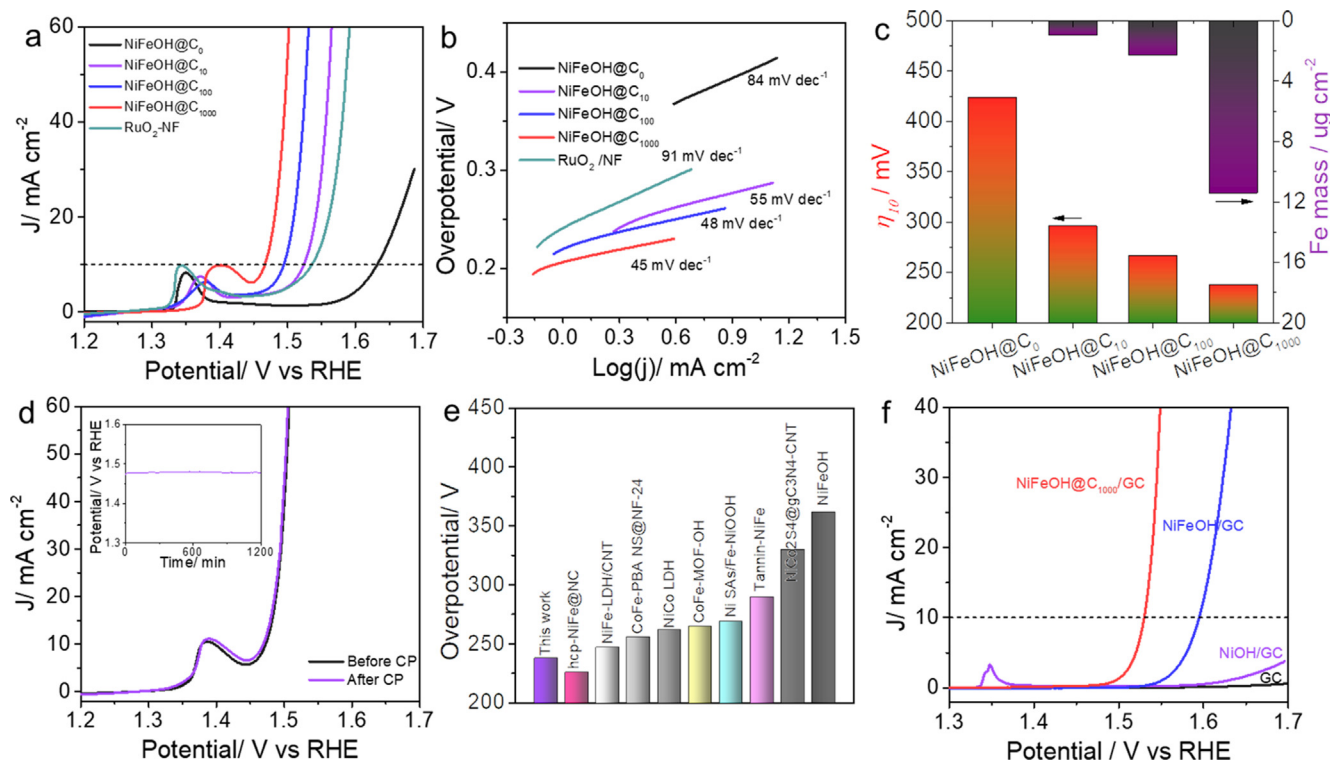 a
J/ mA cm⁻²
60
50
40
30
20
10
0
NiFeOH@C₀
NiFeOH@C₁₀
NiFeOH@C₁₀₀
NiFeOH@C₁₀₀₀
RuO₂-NF
1.2 1.3 1.4 1.5 1.6 1.7
Potential/ V vs RHE
b
Overpotential/ V
0.4
0.3
0.2
NiFeOH@C₀
NiFeOH@C₁₀
NiFeOH@C₁₀₀
NiFeOH@C₁₀₀₀
RuO₂ /NF
84 mV dec⁻¹
91 mV dec⁻¹
55 mV dec⁻¹
48 mV dec⁻¹
45 mV dec⁻¹
-0.3 0.0 0.3 0.6 0.9 1.2 1.5
Log(j)/ mA cm⁻²
c
η₁₀ / mV
500
450
400
350
300
250
200
0
4
8
12
16
20
Fe mass / ug cm⁻²
NiFeOH@C₀
NiFeOH@C₁₀
NiFeOH@C₁₀₀
NiFeOH@C₁₀₀₀
d
J/ mA cm⁻²
60
50
40
30
20
10
0
Potential/ V vs RHE
1.6
1.5
1.4
1.3
0 600 1200
Time/ min
Before CP
After CP
1.2 1.3 1.4 1.5 1.6 1.7
Potential/ V vs RHE
e
Overpotential/ V
450
400
350
300
250
200
This work
hcp-NiFe@NC
NiFe-LDH/CNT
CoFe-PBA NS@NF-24
NiCo LDH
CoFe-MOF-OH
Ni SAs/Fe-NiOOH
Tannin-NiFe
Co2S4@gC3N4-CNT
NiFeOH
f
J/ mA cm⁻²
40
30
20
10
0
NiFeOH@C₁₀₀₀/GC
NiFeOH/GC
NiOH/GC
GC
1.3 1.4 1.5 1.6 1.7
Potential / V vs RHE